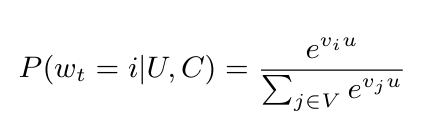 P(w_t = i|U, C) = \frac{e^{v_i u}}{\sum_{j \in V} e^{v_j u}}